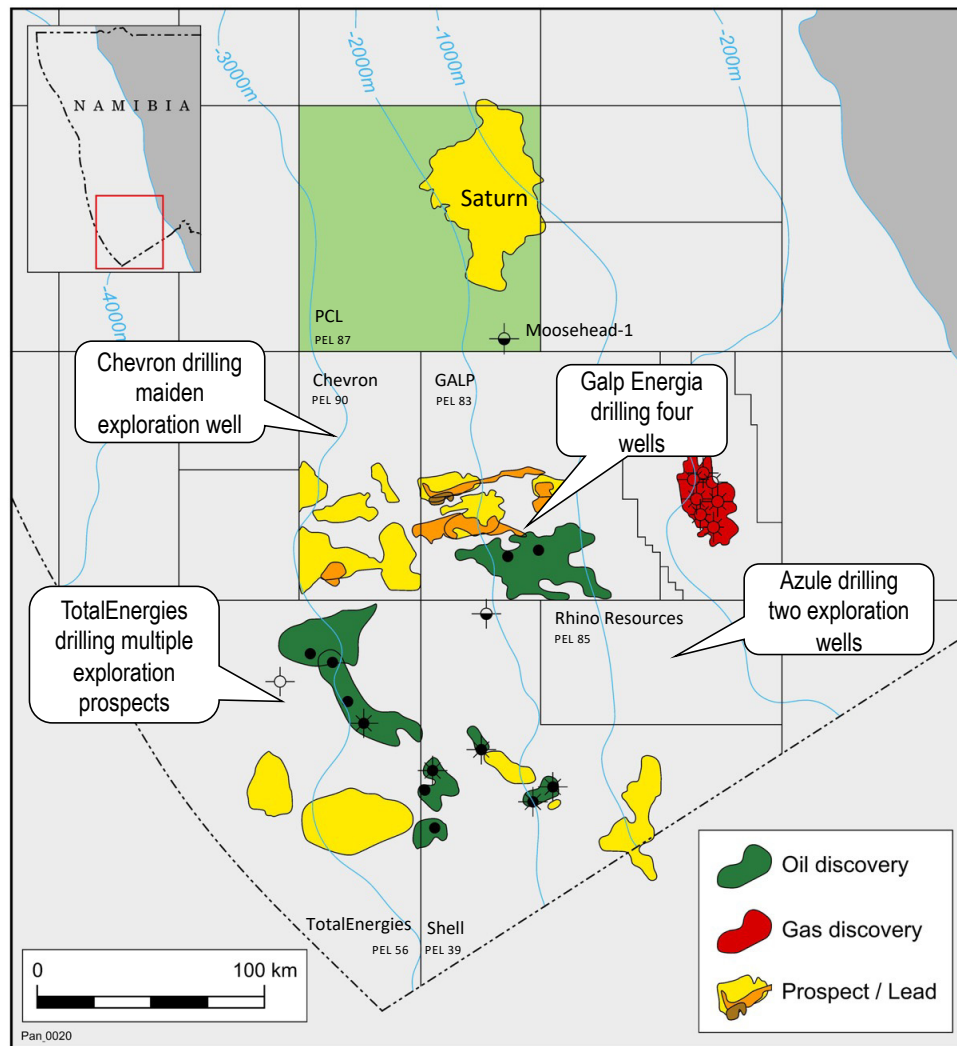 NAMIBIA
-3000m
-2000m
-1000m
-200m
-4000m
Saturn
PCL
PEL 87
Moosehead-1
Chevron drilling
maiden
exploration well
Chevron
PEL 90
GALP
PEL 83
Galp Energia
drilling four
wells
TotalEnergies
drilling multiple
exploration
prospects
Rhino Resources
PEL 85
Azule drilling
two exploration
wells
TotalEnergies
PEL 56
Shell
PEL 39
Oil discovery
Gas discovery
Prospect / Lead
0
100 km
Pan_0020